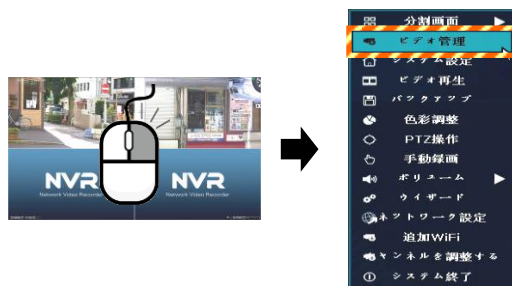 NVR
Network Video Recorder
NVR
Network Video Recorder
分割画面
ビデオ管理
システム設定
ビデオ再生
バックアップ
色彩調整
PTZ操作
手動録画
ボリューム
ウイザード
ネットワーク設定
追加WiFi
ャンネルを調整する
システム終了